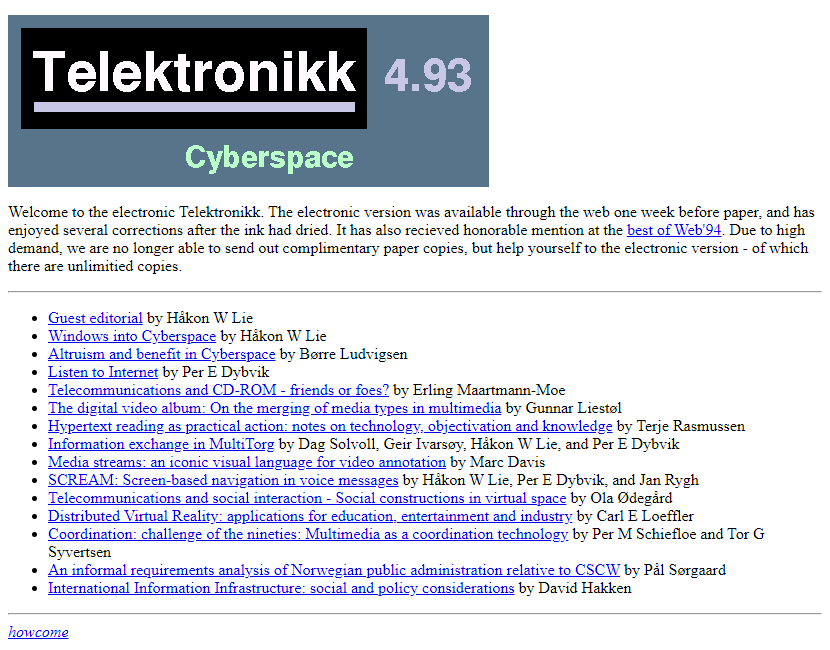 Telektronikk 4.93
Cyberspace
Welcome to the electronic Telektronikk. The electronic version was available through the web one week before paper, and has
enjoyed several corrections after the ink had dried. It has also recieved honorable mention at the best of Web'94. Due to high
demand, we are no longer able to send out complimentary paper copies, but help yourself to the electronic version - of which
there are unlimitied copies.
• Guest editorial by Håkon W Lie
• Windows into Cyberspace by Håkon W Lie
• Altruism and benefit in Cyberspace by Børre Ludvigsen
• Listen to Internet by Per E Dybvik
• Telecommunications and CD-ROM - friends or foes? by Erling Maartmann-Moe
• The digital video album: On the merging of media types in multimedia by Gunnar Liestøl
• Hypertext reading as practical action: notes on technology, objectivation and knowledge by Terje Rasmussen
• Information exchange in MultiTorg by Dag Solvoll, Geir Ivarsøy, Håkon W Lie, and Per E Dybvik
• Media streams: an iconic visual language for video annotation by Marc Davis
• SCREAM: Screen-based navigation in voice messages by Håkon W Lie, Per E Dybvik, and Jan Rygh
• Telecommunications and social interaction - Social constructions in virtual space by Ola Ødegård
• Distributed Virtual Reality: applications for education, entertainment and industry by Carl E Loeffler
• Coordination: challenge of the nineties: Multimedia as a coordination technology by Per M Schiefloe and Tor G
Syvertsen
• An informal requirements analysis of Norwegian public administration relative to CSCW by Pål Sørgaard
• International Information Infrastructure: social and policy considerations by David Hakken
howcome